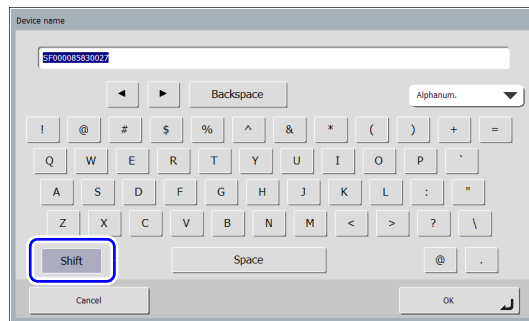 Device name
SF000085830027
◄ ► Backspace Alphanum.
! @ # $ % ^ & * ( ) + =
Q W E R T Y U I O P `
A S D F G H J K L : "
Z X C V B N M < > ? \
Shift Space @ .
Cancel OK